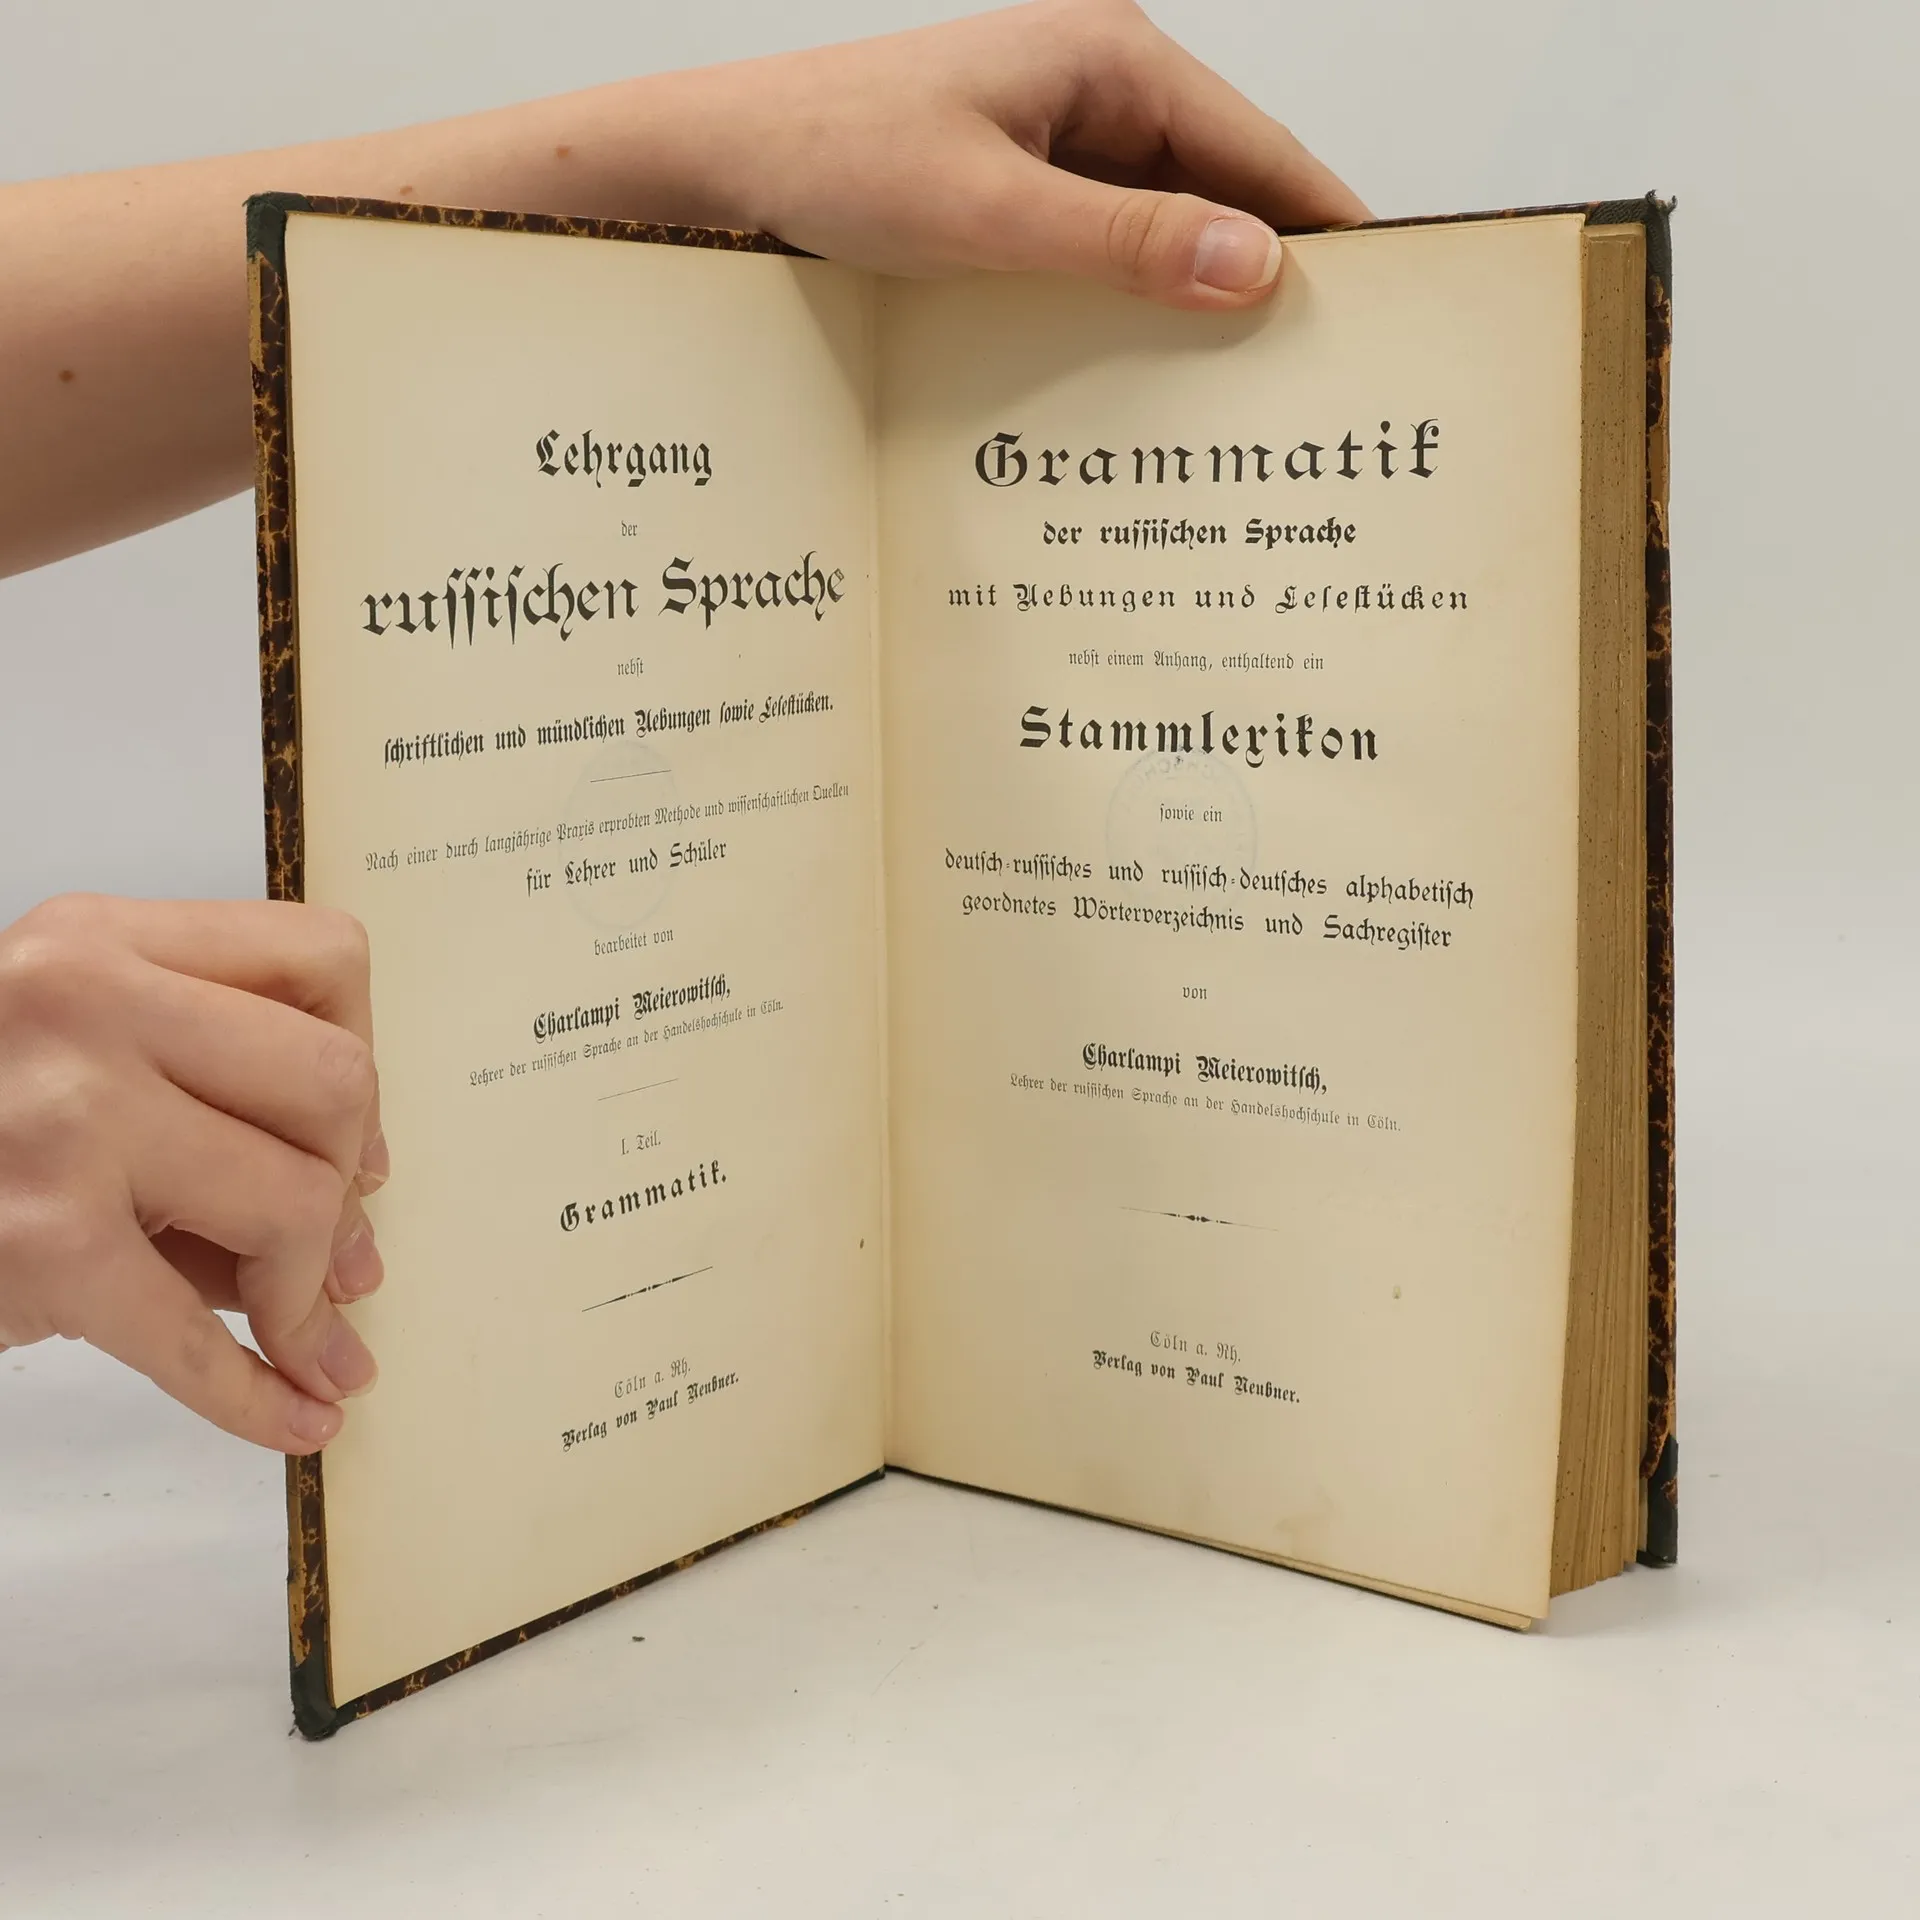 Lehrgang
der
russischen Sprache
nebst
schriftlichen und mündlichen Uebungen sowie Lesestücken.
Nach einer durch langjährige Praxis erprobten Methode und wissenschaftlichen Quellen
für Lehrer und Schüler
bearbeitet von
Charlampi Meierowitsch,
Lehrer der russischen Sprache an der Handelshochschule in Cöln.
I. Teil.
Grammatik.
Cöln a. Rh.
Verlag von Paul Neubner.
Grammatik
der russischen Sprache
mit Uebungen und Lesestücken
nebst einem Anhang, enthaltend ein
Stammlexikon
sowie ein
deutsch-russisches und russisch-deutsches alphabetisch
geordnetes Wörterverzeichnis und Sachregister
von
Charlampi Meierowitsch,
Lehrer der russischen Sprache an der Handelshochschule in Cöln.
Cöln a. Rh.
Verlag von Paul Neubner.